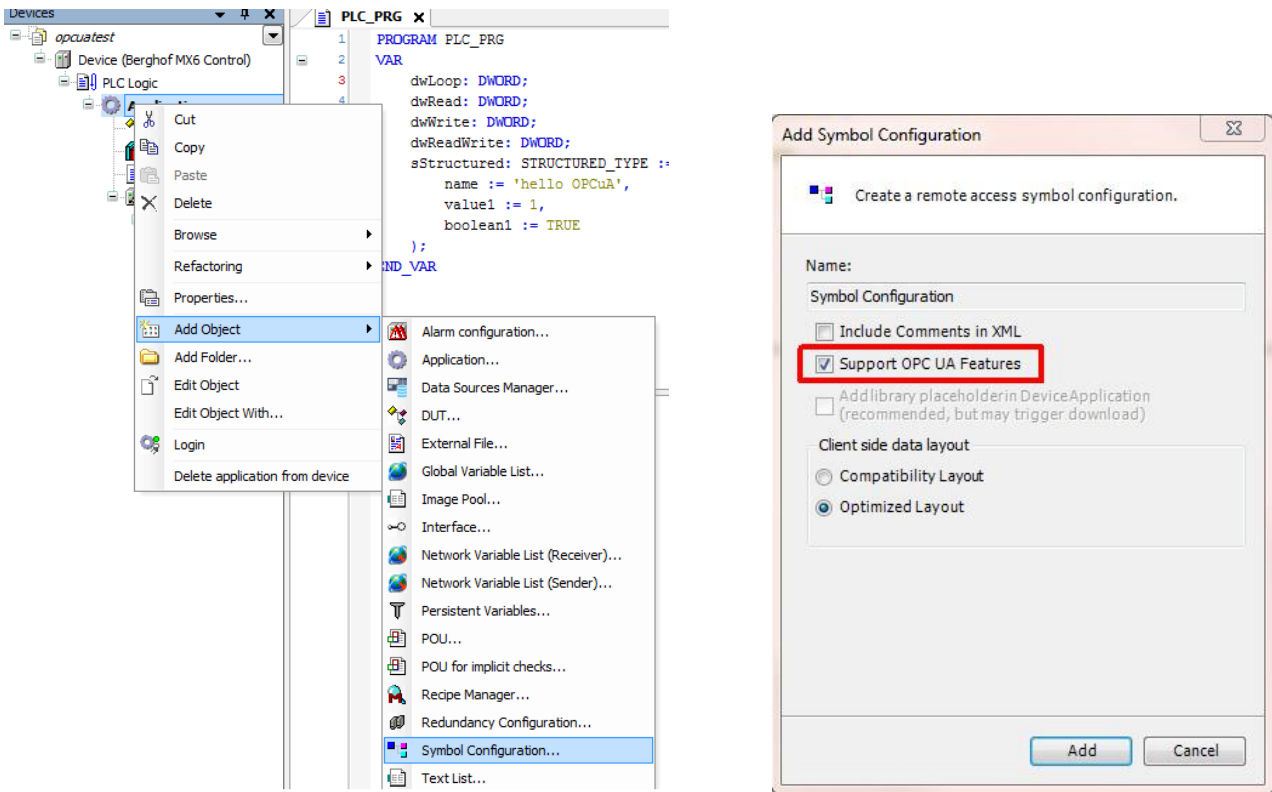 Devices
opcuatest
Device (Berghof MX6 Control)
PLC Logic
Cut
Copy
Paste
Delete
Browse
Refactoring
Properties...
Add Object
Add Folder...
Edit Object
Edit Object With...
Login
Delete application from device
PLC_PRG
1 PROGRAM PLC_PRG
2 VAR
3 dwLoop: DWORD;
4 dwRead: DWORD;
dwWrite: DWORD;
dwReadWrite: DWORD;
sStructured: STRUCTURED_TYPE :=
name := 'hello OPCuA',
value1 := 1,
boolean1 := TRUE
);
END_VAR
Alarm configuration...
Application...
Data Sources Manager...
DUT...
External File...
Global Variable List...
Image Pool...
Interface...
Network Variable List (Receiver)...
Network Variable List (Sender)...
Persistent Variables...
POU...
POU for implicit checks...
Recipe Manager...
Redundancy Configuration...
Symbol Configuration...
Text List...
Add Symbol Configuration
Create a remote access symbol configuration.
Name:
Symbol Configuration
Include Comments in XML
Support OPC UA Features
Add library placeholder in Device Application
(recommended, but may trigger download)
Client side data layout
Compatibility Layout
Optimized Layout
Add Cancel